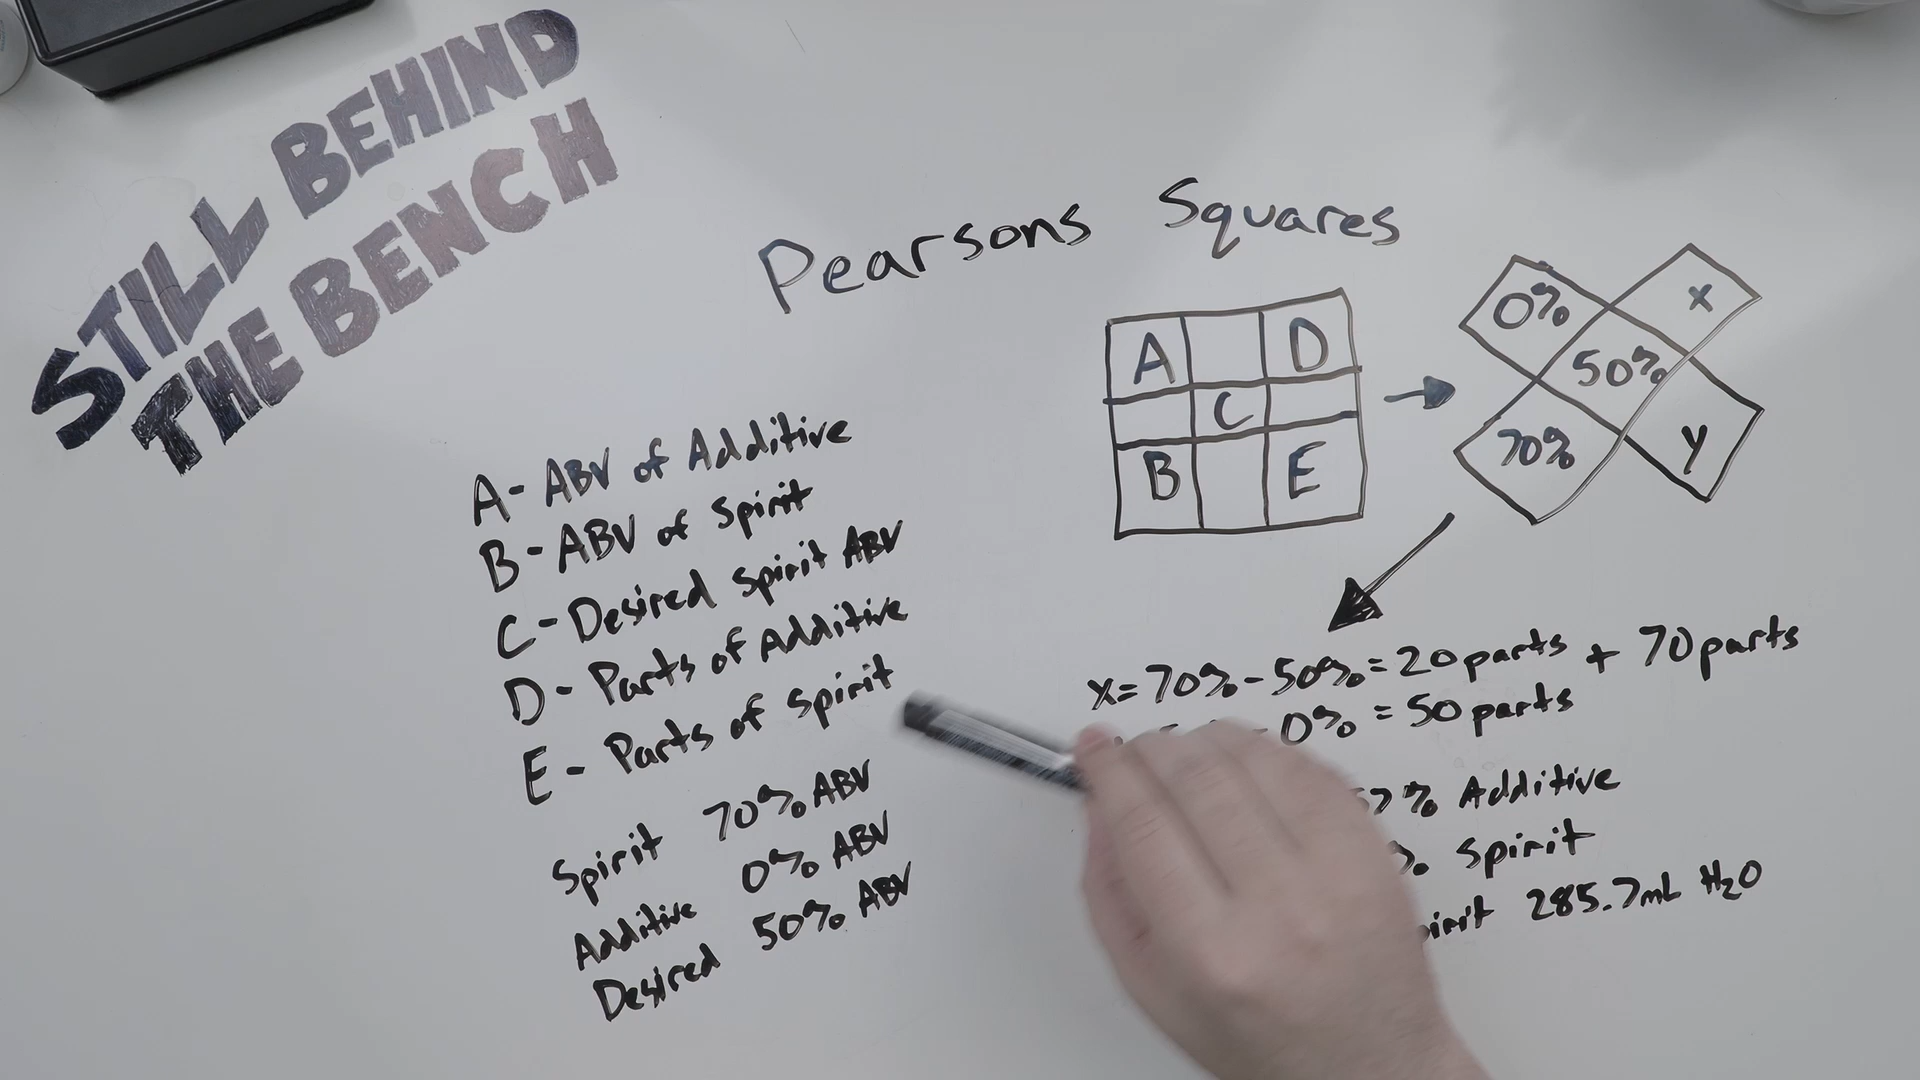 STILL BEHIND
THE BENCH
Pearsons Squares
A D
C
B E
0% x
50%
70% y
A - ABV of Additive
B - ABV of Spirit
C - Desired Spirit ABV
D - Parts of Additive
E - Parts of Spirit
Spirit 70% ABV
Additive 0% ABV
Desired 50% ABV
x = 70% - 50% = 20 parts + 70 parts
- 0% = 50 parts
% Additive
% Spirit
285.7mL H2O